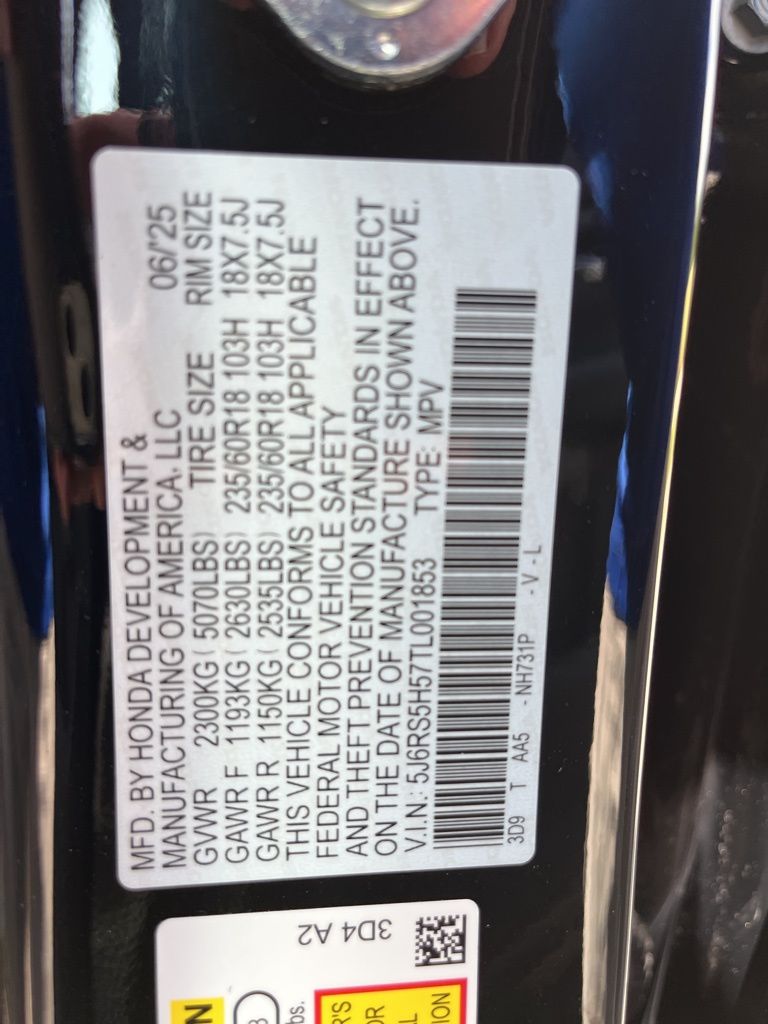 MFD. BY HONDA DEVELOPMENT &
MANUFACTURING OF AMERICA, LLC 06/'25
GVWR 2300KG ( 5070LBS) TIRE SIZE RIM SIZE
GAWR F 1193KG ( 2630LBS) 235/60R18 103H 18X7.5J
GAWR R 1150KG ( 2535LBS) 235/60R18 103H 18X7.5J
THIS VEHICLE CONFORMS TO ALL APPLICABLE
FEDERAL MOTOR VEHICLE SAFETY
AND THEFT PREVENTION STANDARDS IN EFFECT
ON THE DATE OF MANUFACTURE SHOWN ABOVE.
V.I.N.: 5J6RS5H57TL001853 TYPE: MPV
3D9 T AA5 - NH731P - V - L
3D4 A2